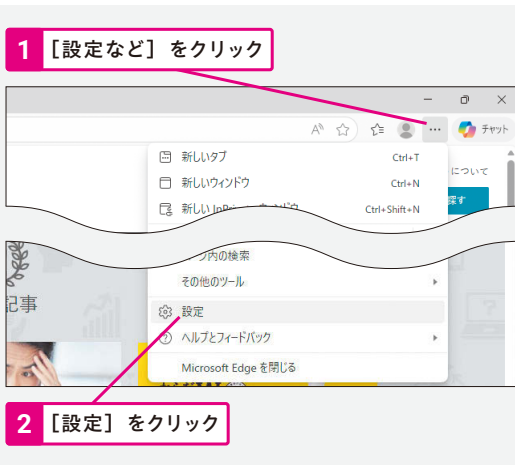 1 [設定など] をクリック
チャット
新しいタブ Ctrl+T
について
新しいウィンドウ Ctrl+N
探す
新しい InPrivate ウィンドウ Ctrl+Shift+N
ページ内の検索
その他のツール
記事
設定
ヘルプとフィードバック
Microsoft Edge を閉じる
2 [設定] をクリック